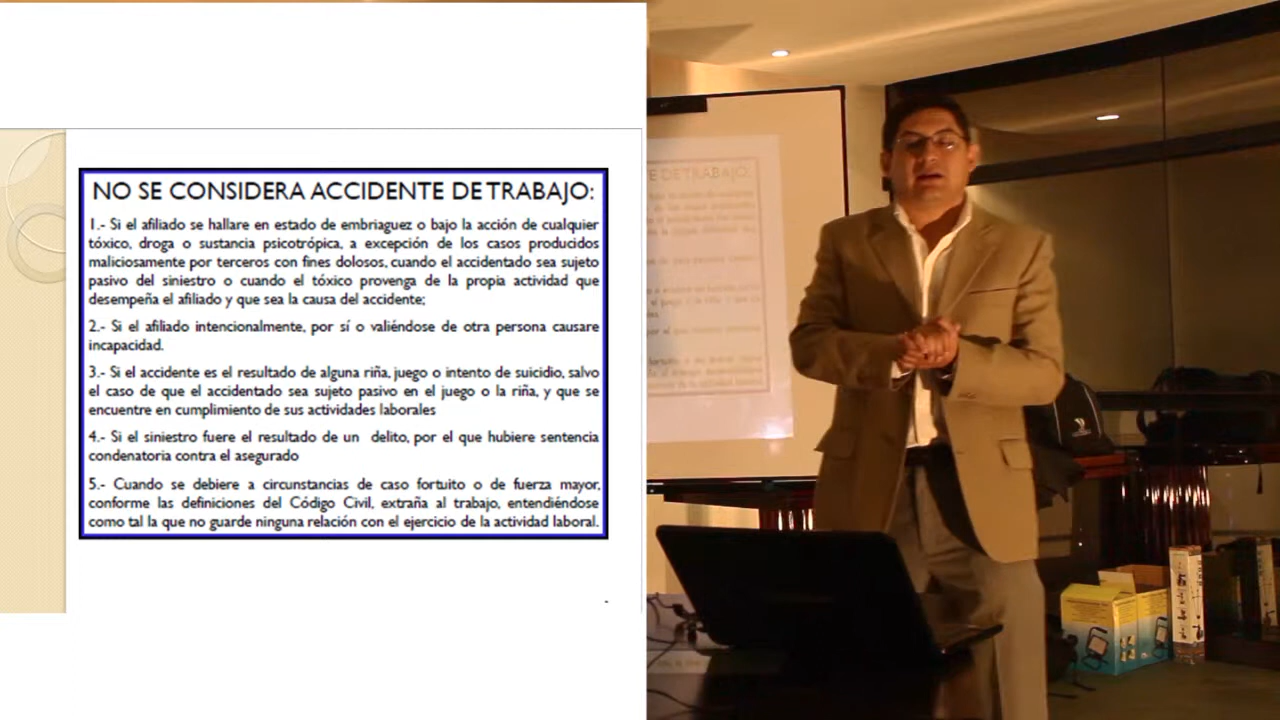 NO SE CONSIDERA ACCIDENTE DE TRABAJO:
1.- Si el afiliado se hallare en estado de embriaguez o bajo la acción de cualquier
tóxico, droga o sustancia psicotrópica, a excepción de los casos producidos
maliciosamente por terceros con fines dolosos, cuando el accidentado sea sujeto
pasivo del siniestro o cuando el tóxico provenga de la propia actividad que
desempeña el afiliado y que sea la causa del accidente;
2.- Si el afiliado intencionalmente, por sí o valiéndose de otra persona causare
incapacidad.
3.- Si el accidente es el resultado de alguna riña, juego o intento de suicidio, salvo
el caso de que el accidentado sea sujeto pasivo en el juego o la riña, y que se
encuentre en cumplimiento de sus actividades laborales
4.- Si el siniestro fuere el resultado de un delito, por el que hubiere sentencia
condenatoria contra el asegurado
5.- Cuando se debiere a circunstancias de caso fortuito o de fuerza mayor,
conforme las definiciones del Código Civil, extraña al trabajo, entendiéndose
como tal la que no guarde ninguna relación con el ejercicio de la actividad laboral.
E DE TRABAJO: